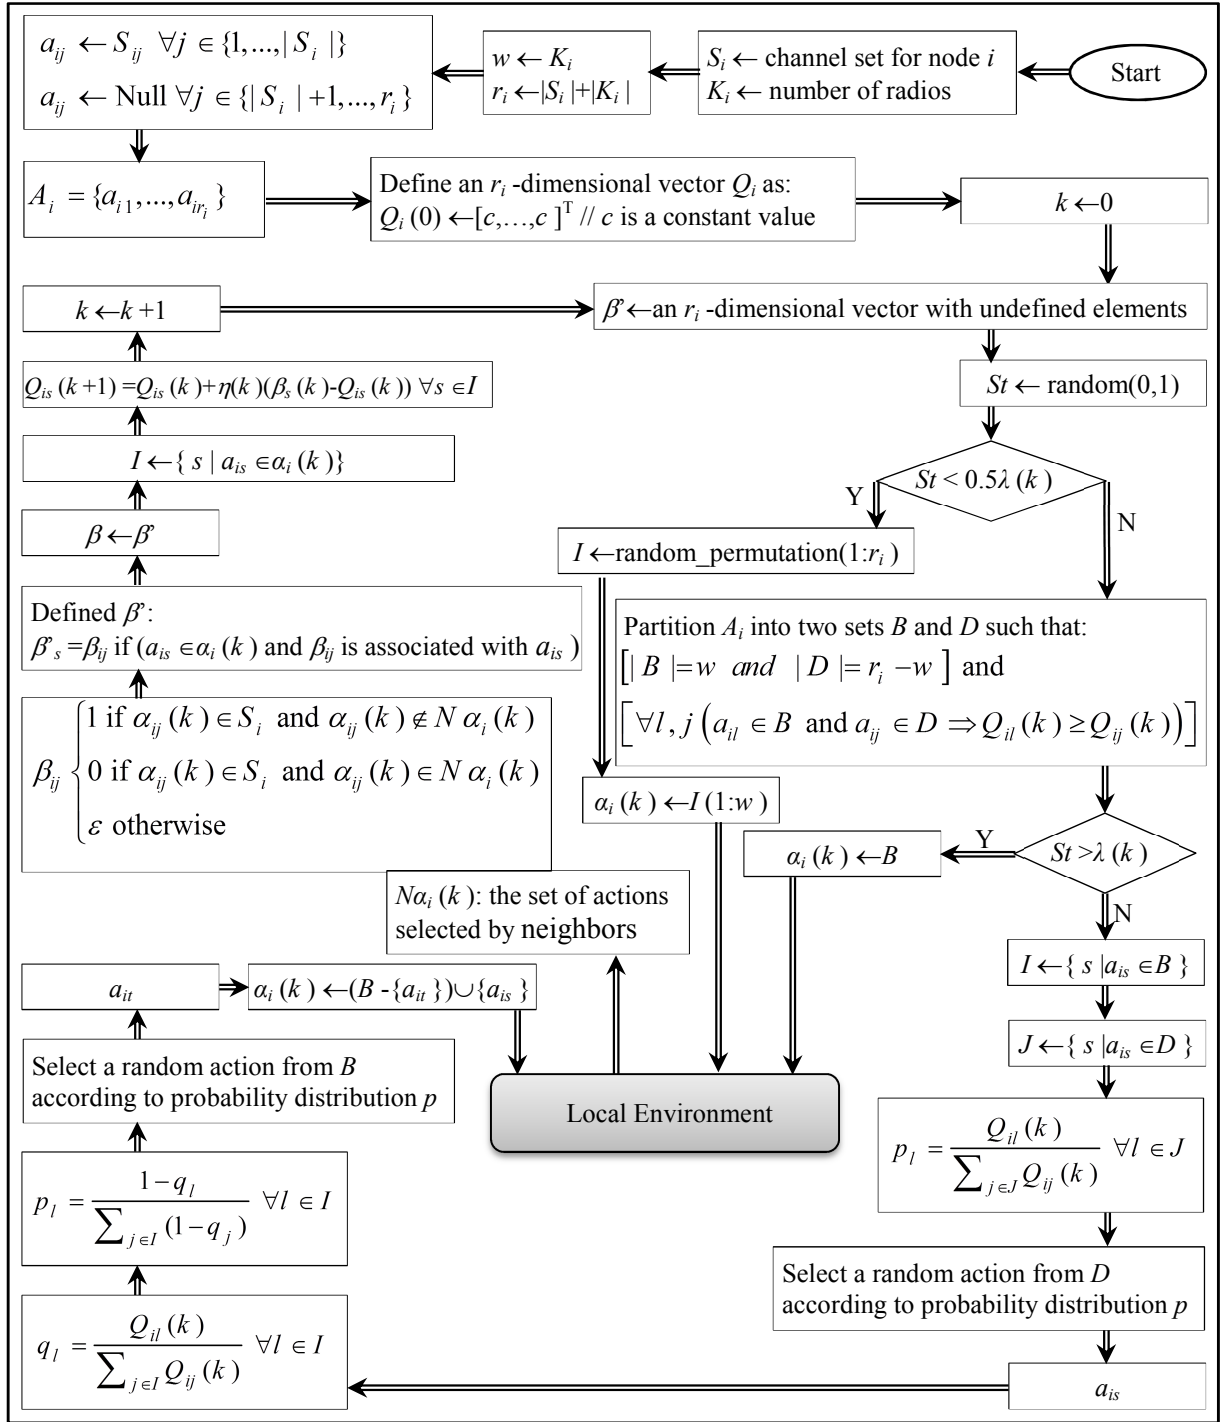 Start
S_i ← channel set for node i
K_i ← number of radios
w ← K_i
r_i ← |S_i|+|K_i|
a_ij ← S_ij ∀j ∈ {1,...,| S_i |}
a_ij ← Null ∀j ∈ {| S_i | +1,..., r_i }
A_i = {a_i1 ,..., a_ir_i }
Define an r_i -dimensional vector Q_i as:
Q_i (0) ←[c,…,c ]^T // c is a constant value
k ←0
β’ ←an r_i -dimensional vector with undefined elements
St ← random(0,1)
St < 0.5λ (k )
Y
N
I ←random_permutation(1:r_i )
α_i (k ) ←I (1:w )
Partition A_i into two sets B and D such that:
[| B |=w and | D |= r_i −w ] and
[∀l , j (a_il ∈ B and a_ij ∈ D ⇒ Q_il (k) ≥ Q_ij (k))]
St >λ (k )
Y
N
α_i (k ) ←B
I ←{ s |a_is ∈B }
J ←{ s |a_is ∈D }
p_l = Q_il (k) / ∑_j∈J Q_ij (k) ∀l ∈ J
Select a random action from D
according to probability distribution p
a_is
q_l = Q_il (k) / ∑_j∈I Q_ij (k) ∀l ∈ I
p_l = 1−q_l / ∑_j∈I (1−q_j ) ∀l ∈ I
Select a random action from B
according to probability distribution p
a_it
α_i (k ) ←(B -{a_it })∪{a_is }
Local Environment
Nα_i (k ): the set of actions
selected by neighbors
β_ij { 1 if α_ij (k) ∈ S_i and α_ij (k) ∉ N α_i (k)
0 if α_ij (k) ∈ S_i and α_ij (k) ∈ N α_i (k)
ε otherwise
Defined β’:
β’_s =β_ij if (a_is ∈α_i (k ) and β_ij is associated with a_is )
β ←β’
I ←{ s | a_is ∈α_i (k )}
Q_is (k +1) =Q_is (k )+η(k )(β_s (k )-Q_is (k )) ∀s ∈I
k ←k +1